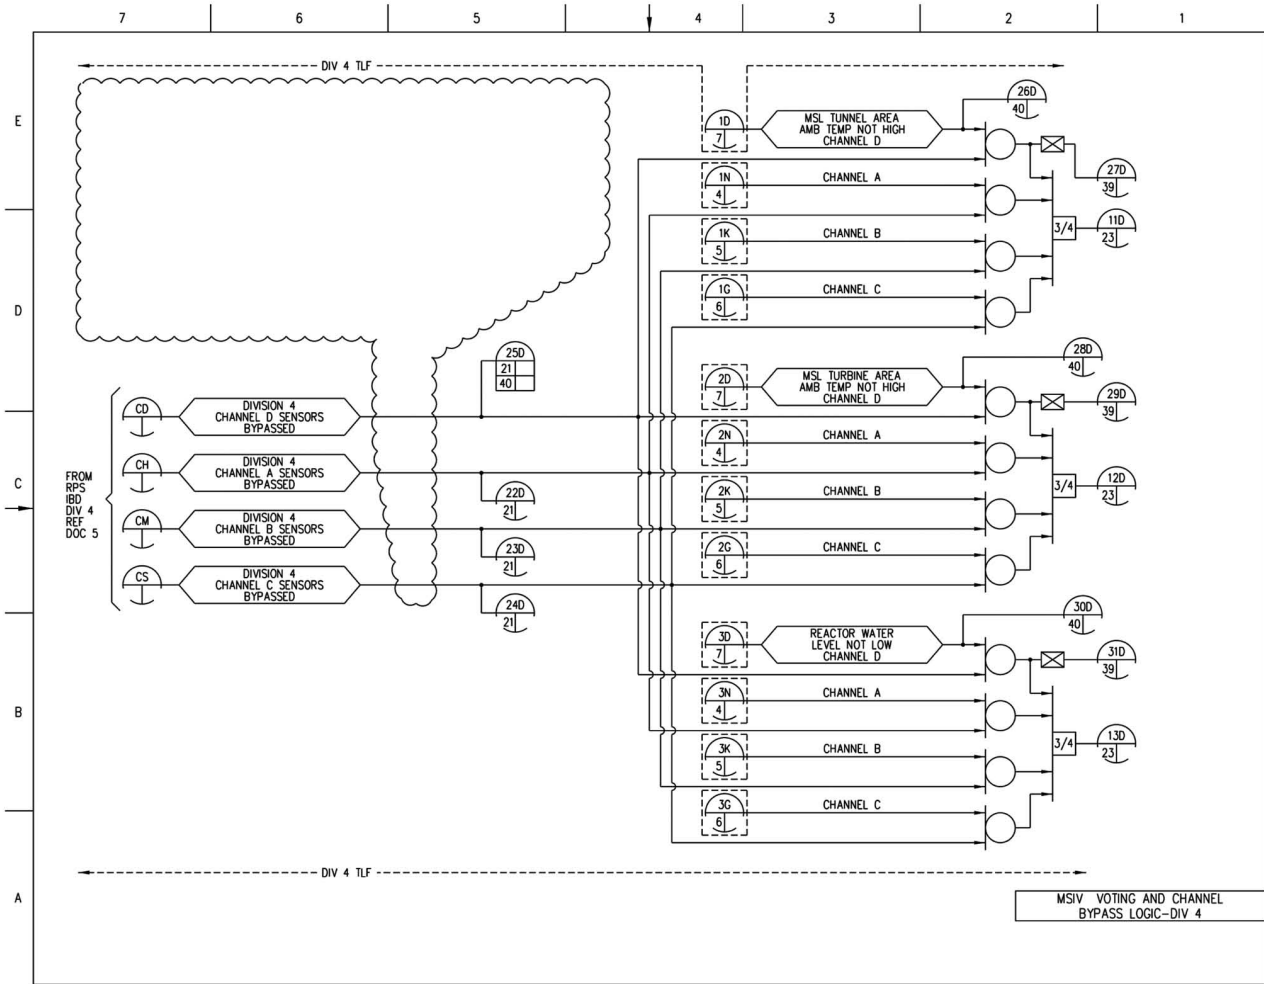 7 6 5 4 3 2 1
E
D
C
B
A
DIV 4 TLF
26D
40
1D
7
MSL TUNNEL AREA
AMB TEMP NOT HIGH
CHANNEL D
27D
39
1N
4
CHANNEL A
11D
23
3/4
1K
5
CHANNEL B
1G
6
CHANNEL C
25D
21
40
28D
40
2D
7
MSL TURBINE AREA
AMB TEMP NOT HIGH
CHANNEL D
29D
39
2N
4
CHANNEL A
12D
23
3/4
2K
5
CHANNEL B
2G
6
CHANNEL C
FROM
RPS
IBD
DIV 4
REF
DOC 5
CD
DIVISION 4
CHANNEL D SENSORS
BYPASSED
CH
DIVISION 4
CHANNEL A SENSORS
BYPASSED
22D
21
CM
DIVISION 4
CHANNEL B SENSORS
BYPASSED
23D
21
CS
DIVISION 4
CHANNEL C SENSORS
BYPASSED
24D
21
30D
40
3D
7
REACTOR WATER
LEVEL NOT LOW
CHANNEL D
31D
39
3N
4
CHANNEL A
13D
23
3/4
3K
5
CHANNEL B
3G
6
CHANNEL C
DIV 4 TLF
MSIV VOTING AND CHANNEL
BYPASS LOGIC-DIV 4